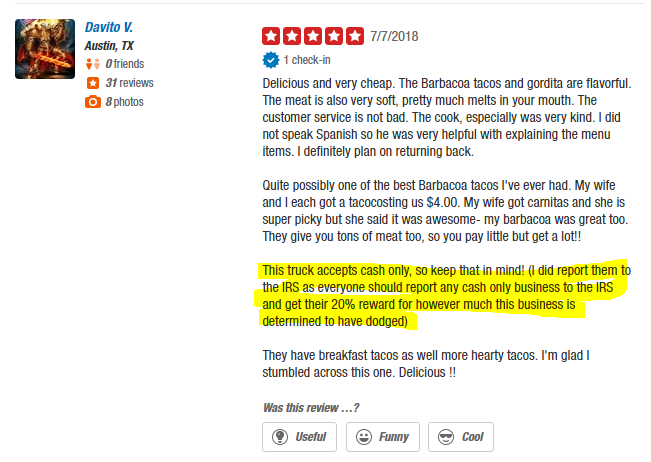 Davito V.
Austin, TX
0 friends
31 reviews
8 photos
7/7/2018
1 check-in
Delicious and very cheap. The Barbacoa tacos and gordita are flavorful.
The meat is also very soft, pretty much melts in your mouth. The
customer service is not bad. The cook, especially was very kind. I did
not speak Spanish so he was very helpful with explaining the menu
items. I definitely plan on returning back.
Quite possibly one of the best Barbacoa tacos I've ever had. My wife
and I each got a tacocosting us $4.00. My wife got carnitas and she is
super picky but she said it was awesome- my barbacoa was great too.
They give you tons of meat too, so you pay little but get a lot!!
This truck accepts cash only, so keep that in mind! (I did report them to
the IRS as everyone should report any cash only business to the IRS
and get their 20% reward for however much this business is
determined to have dodged)
They have breakfast tacos as well more hearty tacos. I'm glad I
stumbled across this one. Delicious !!
Was this review ...?
Useful
Funny
Cool